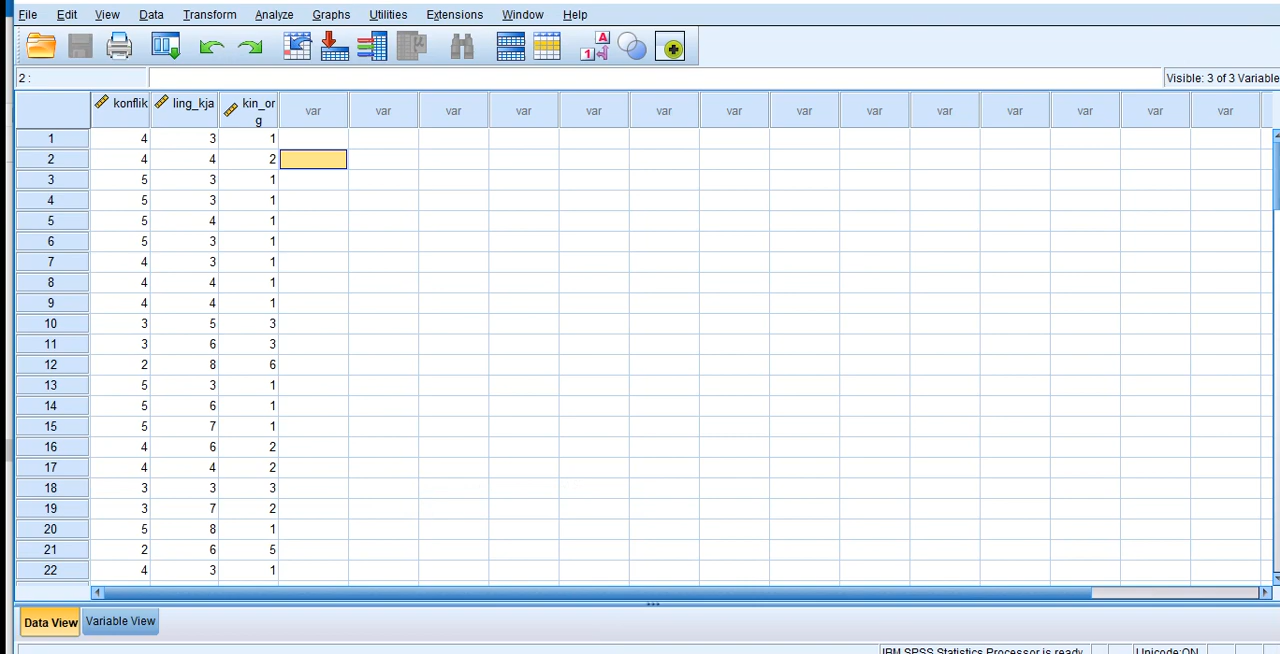 File Edit View Data Transform Analyze Graphs Utilities Extensions Window Help
A
1
2 :
Visible: 3 of 3 Variable
konflik ling_kja kin_or var var var var var var var var var var var var var var
g
1 4 3 1
2 4 4 2
3 5 3 1
4 5 3 1
5 5 4 1
6 5 3 1
7 4 3 1
8 4 4 1
9 4 4 1
10 3 5 3
11 3 6 3
12 2 8 6
13 5 3 1
14 5 6 1
15 5 7 1
16 4 6 2
17 4 4 2
18 3 3 3
19 3 7 2
20 5 8 1
21 2 6 5
22 4 3 1
Data View Variable View
IBM SPSS Statistics Processor is ready Unicode:ON